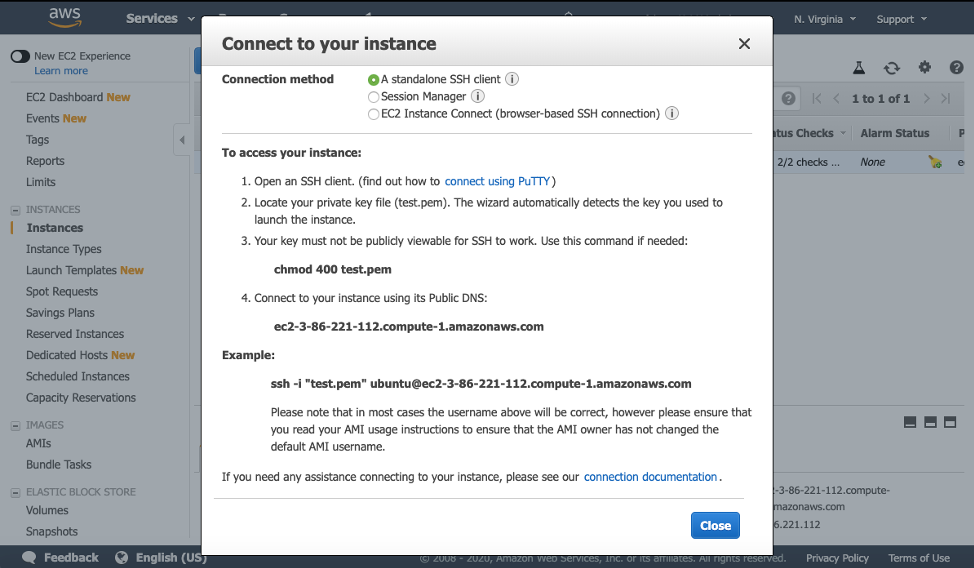 aws
Services
N. Virginia
Support
New EC2 Experience
Learn more
EC2 Dashboard New
Events New
Tags
Reports
Limits
INSTANCES
Instances
Instance Types
Launch Templates New
Spot Requests
Savings Plans
Reserved Instances
Dedicated Hosts New
Scheduled Instances
Capacity Reservations
IMAGES
AMIs
Bundle Tasks
ELASTIC BLOCK STORE
Volumes
Snapshots
Connect to your instance
Connection method
A standalone SSH client
Session Manager
EC2 Instance Connect (browser-based SSH connection)
To access your instance:
1. Open an SSH client. (find out how to connect using PuTTY)
2. Locate your private key file (test.pem). The wizard automatically detects the key you used to
launch the instance.
3. Your key must not be publicly viewable for SSH to work. Use this command if needed:
chmod 400 test.pem
4. Connect to your instance using its Public DNS:
ec2-3-86-221-112.compute-1.amazonaws.com
Example:
ssh -i "test.pem" ubuntu@ec2-3-86-221-112.compute-1.amazonaws.com
Please note that in most cases the username above will be correct, however please ensure that
you read your AMI usage instructions to ensure that the AMI owner has not changed the
default AMI username.
If you need any assistance connecting to your instance, please see our connection documentation.
Close
1 to 1 of 1
Checks Alarm Status
2/2 checks ... None
-3-86-221-112.compute-
mazonaws.com
6.221.112
Feedback
English (US)
© 2008 - 2020, Amazon Web Services, Inc. or its affiliates. All rights reserved.
Privacy Policy
Terms of Use